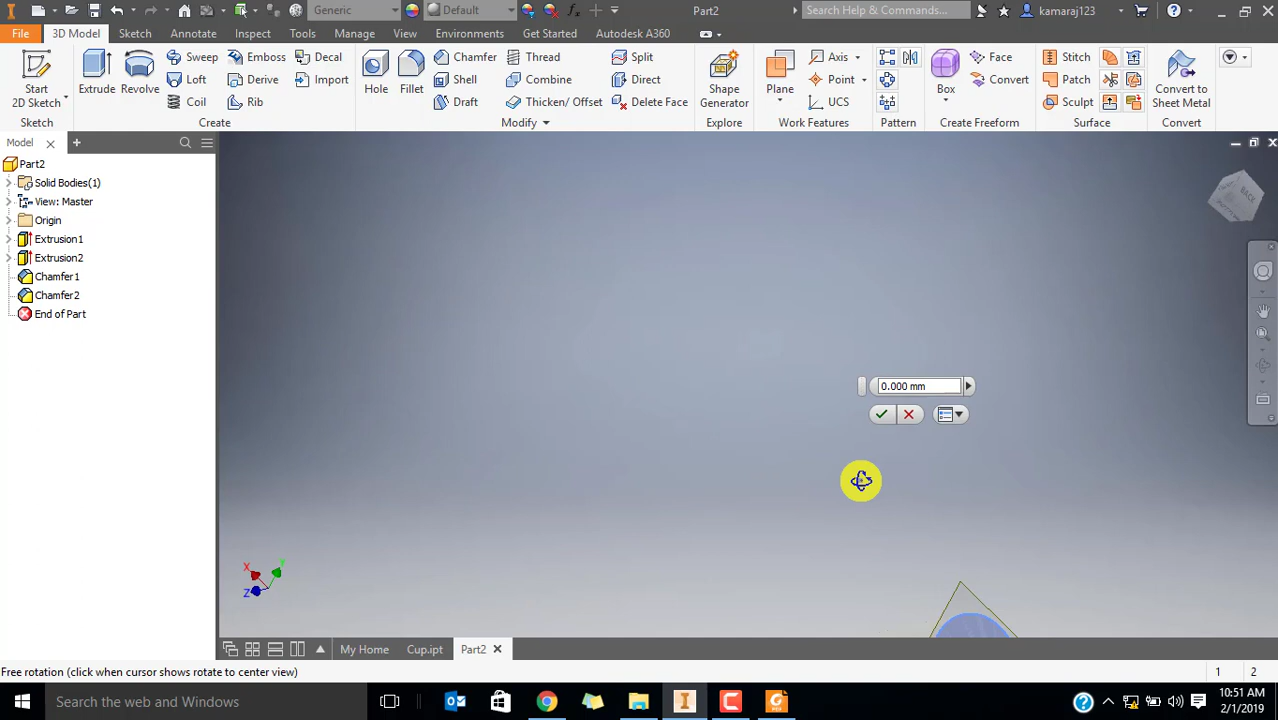 Generic Default Part2 Search Help & Commands... kamaraj123
File 3D Model Sketch Annotate Inspect Tools Manage View Environments Get Started Autodesk A360
Start 2D Sketch
Extrude Revolve
Sweep Emboss Decal
Loft Derive Import
Coil Rib
Hole Fillet
Chamfer Thread Split
Shell Combine Direct
Draft Thicken/ Offset Delete Face
Shape Generator
Plane
Axis
Point
UCS
Box
Face
Convert
Stitch
Patch
Sculpt
Convert to Sheet Metal
Sketch Create Modify Explore Work Features Pattern Create Freeform Surface Convert
Model
Part2
Solid Bodies(1)
View: Master
Origin
Extrusion1
Extrusion2
Chamfer1
Chamfer2
End of Part
BACK
0.000 mm
X Y
Z
My Home Cup.ipt Part2
Free rotation (click when cursor shows rotate to center view) 1 2
Search the web and Windows
10:51 AM
2/1/2019